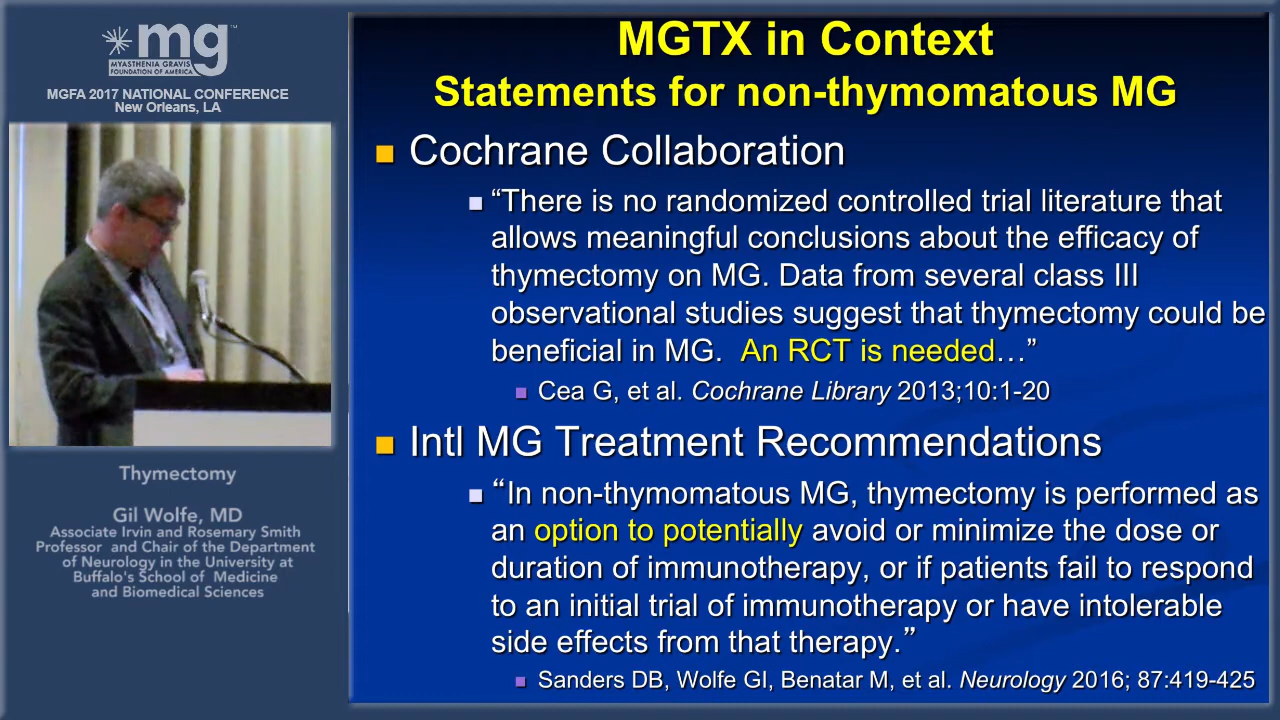 mg
MYASTHENIA GRAVIS
FOUNDATION OF AMERICA
MGFA 2017 NATIONAL CONFERENCE
New Orleans, LA
Thymectomy
Gil Wolfe, MD
Associate Irvin and Rosemary Smith
Professor and Chair of the Department
of Neurology in the University at
Buffalo's School of Medicine
and Biomedical Sciences
MGTX in Context
Statements for non-thymomatous MG
Cochrane Collaboration
“There is no randomized controlled trial literature that
allows meaningful conclusions about the efficacy of
thymectomy on MG. Data from several class III
observational studies suggest that thymectomy could be
beneficial in MG. An RCT is needed…”
Cea G, et al. Cochrane Library 2013;10:1-20
Intl MG Treatment Recommendations
“In non-thymomatous MG, thymectomy is performed as
an option to potentially avoid or minimize the dose or
duration of immunotherapy, or if patients fail to respond
to an initial trial of immunotherapy or have intolerable
side effects from that therapy.”
Sanders DB, Wolfe GI, Benatar M, et al. Neurology 2016; 87:419-425